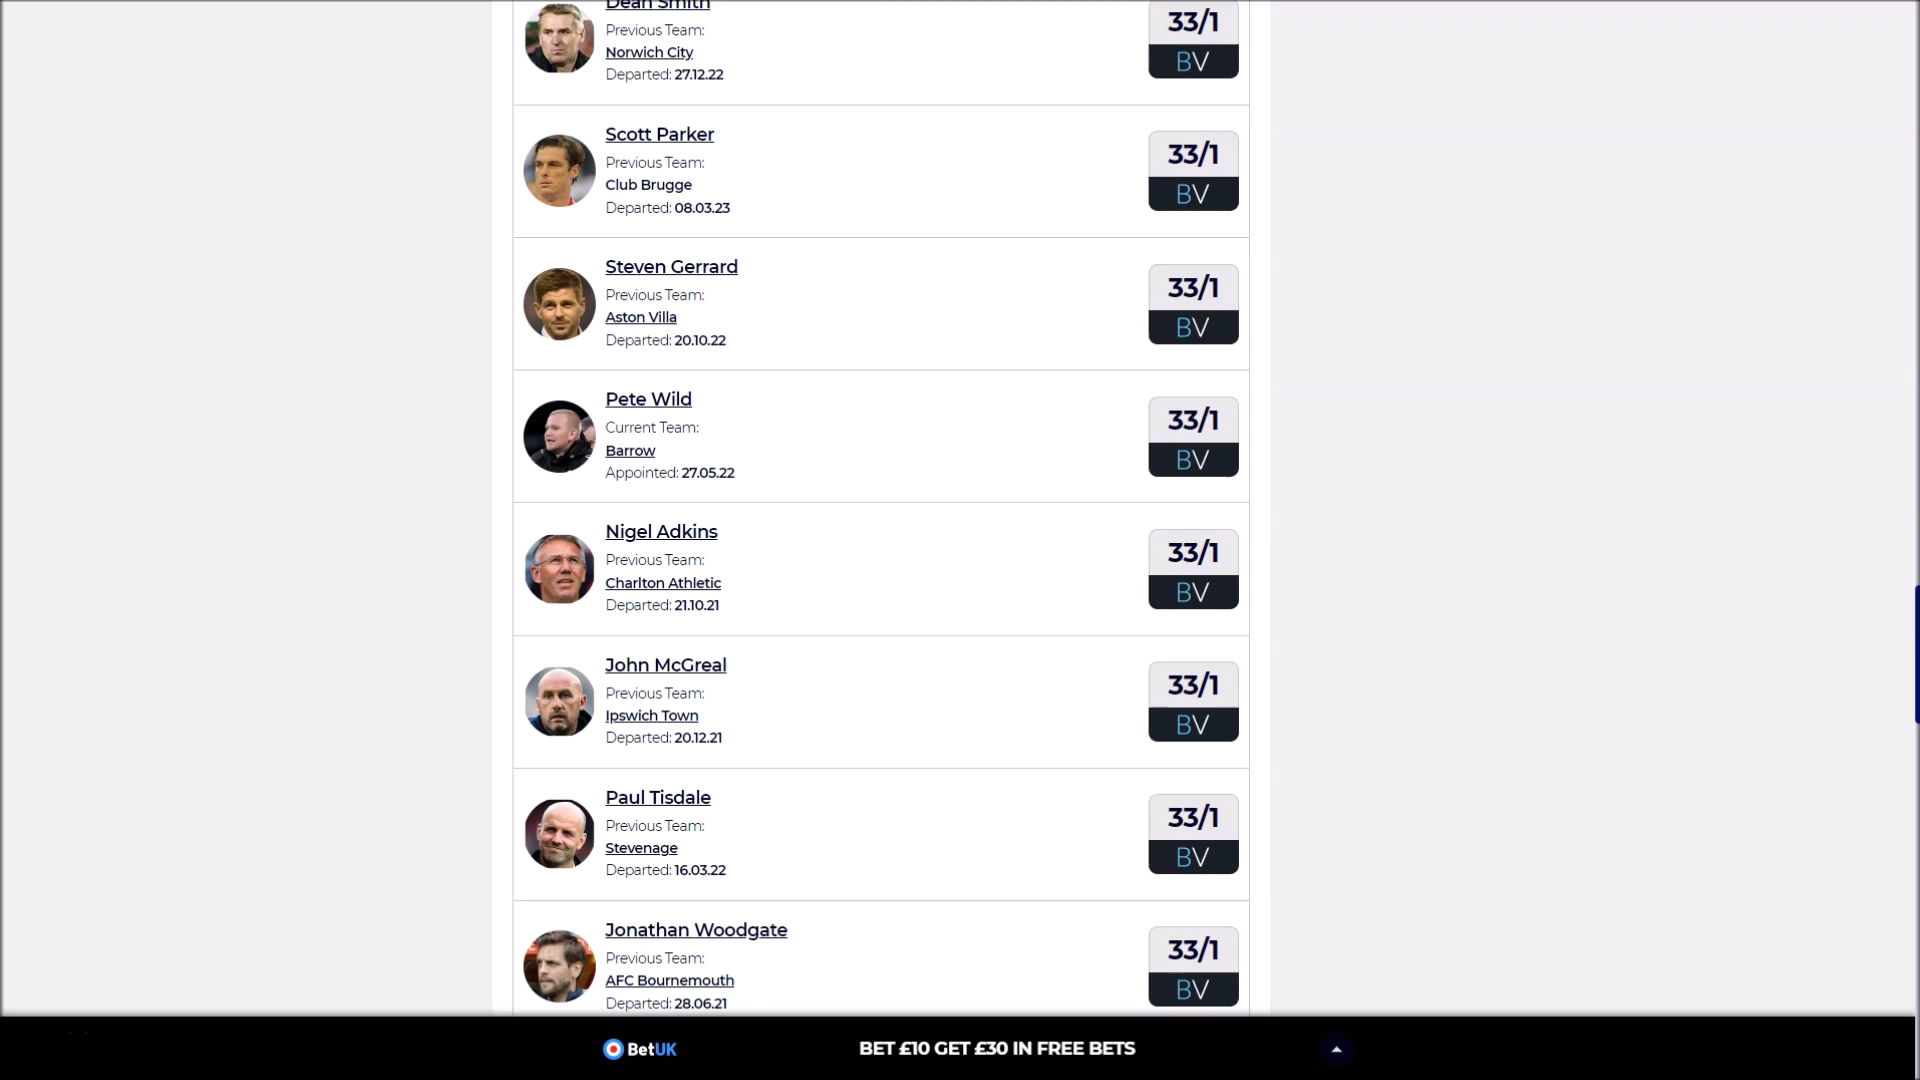 Dean Smith
Previous Team:
Norwich City
Departed: 27.12.22
33/1
BV
Scott Parker
Previous Team:
Club Brugge
Departed: 08.03.23
33/1
BV
Steven Gerrard
Previous Team:
Aston Villa
Departed: 20.10.22
33/1
BV
Pete Wild
Current Team:
Barrow
Appointed: 27.05.22
33/1
BV
Nigel Adkins
Previous Team:
Charlton Athletic
Departed: 21.10.21
33/1
BV
John McGreal
Previous Team:
Ipswich Town
Departed: 20.12.21
33/1
BV
Paul Tisdale
Previous Team:
Stevenage
Departed: 16.03.22
33/1
BV
Jonathan Woodgate
Previous Team:
AFC Bournemouth
Departed: 28.06.21
33/1
BV
BetUK BET £10 GET £30 IN FREE BETS